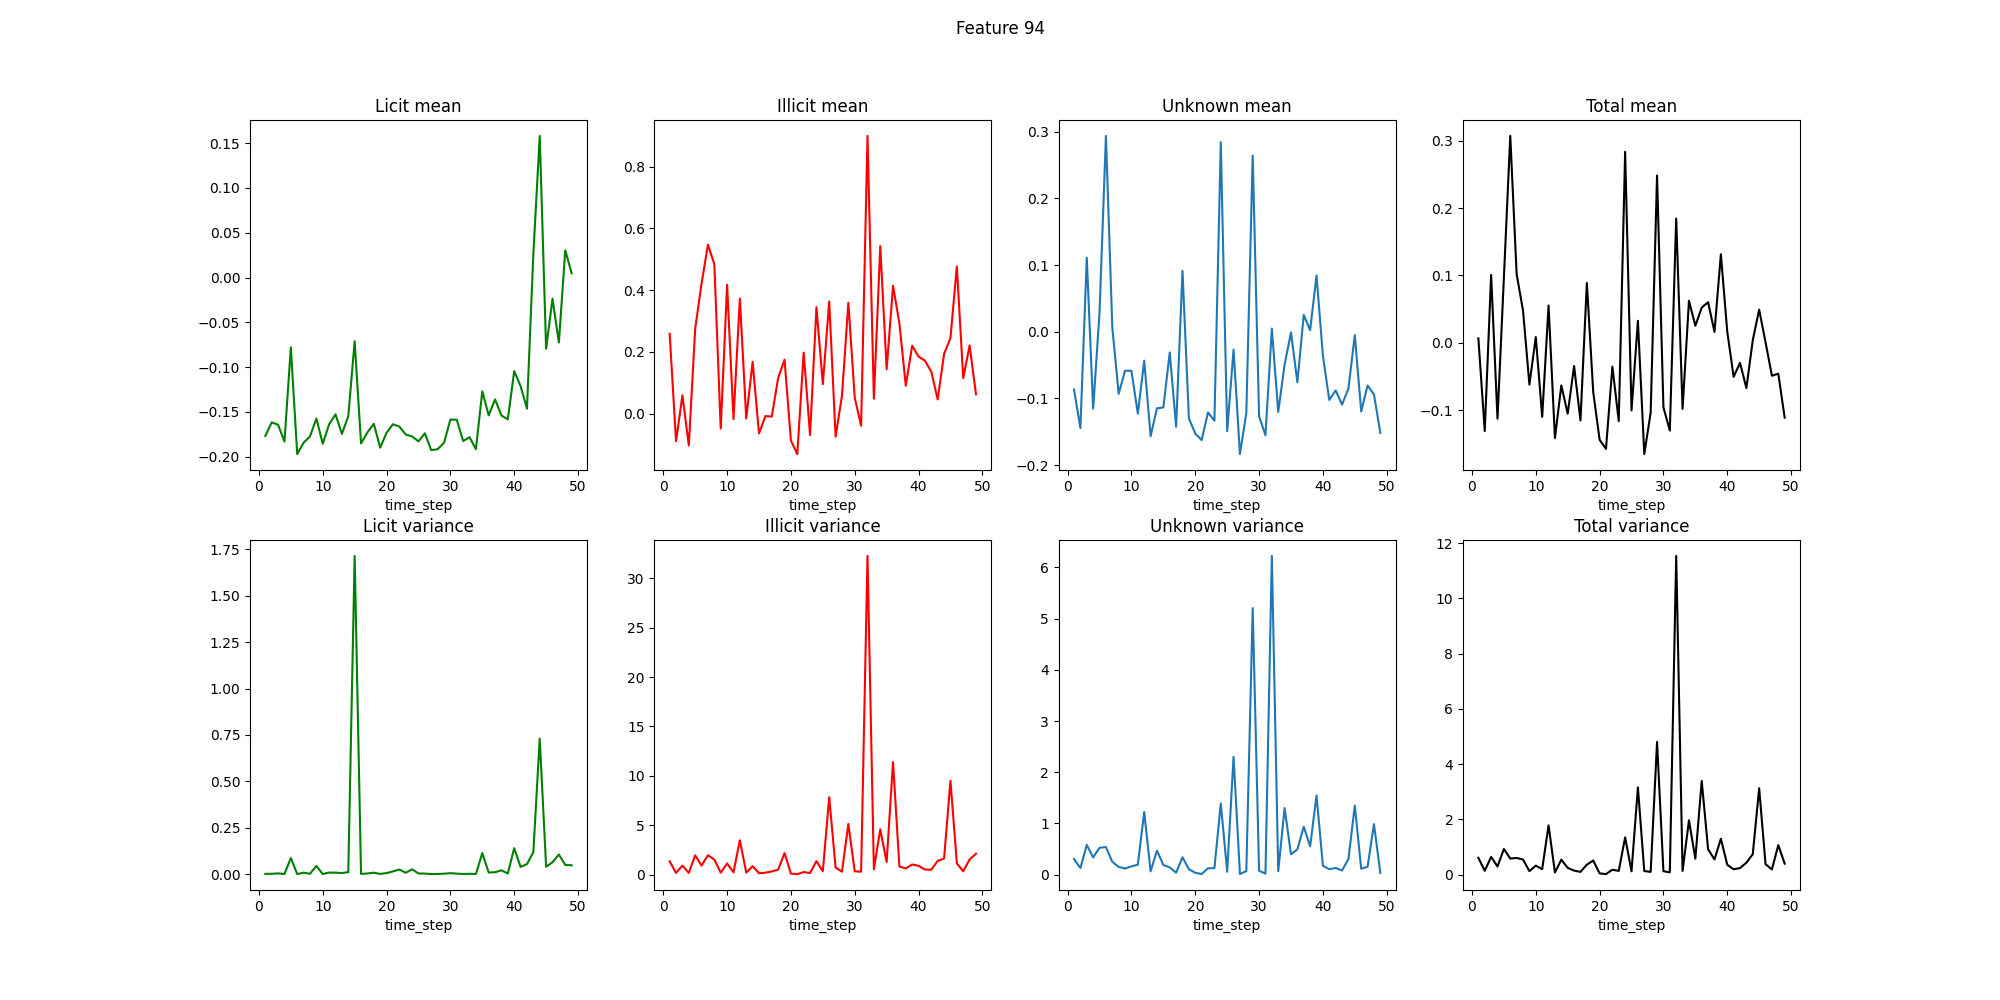 Feature 94
Licit mean
Illicit mean
Unknown mean
Total mean
0.15
0.10
0.05
0.00
−0.05
−0.10
−0.15
−0.20
0 10 20 30 40 50
time_step
0.8
0.6
0.4
0.2
0.0
0 10 20 30 40 50
time_step
0.3
0.2
0.1
0.0
−0.1
−0.2
0 10 20 30 40 50
time_step
0.3
0.2
0.1
0.0
−0.1
0 10 20 30 40 50
time_step
Licit variance
Illicit variance
Unknown variance
Total variance
1.75
1.50
1.25
1.00
0.75
0.50
0.25
0.00
0 10 20 30 40 50
time_step
30
25
20
15
10
5
0
0 10 20 30 40 50
time_step
6
5
4
3
2
1
0
0 10 20 30 40 50
time_step
12
10
8
6
4
2
0
0 10 20 30 40 50
time_step